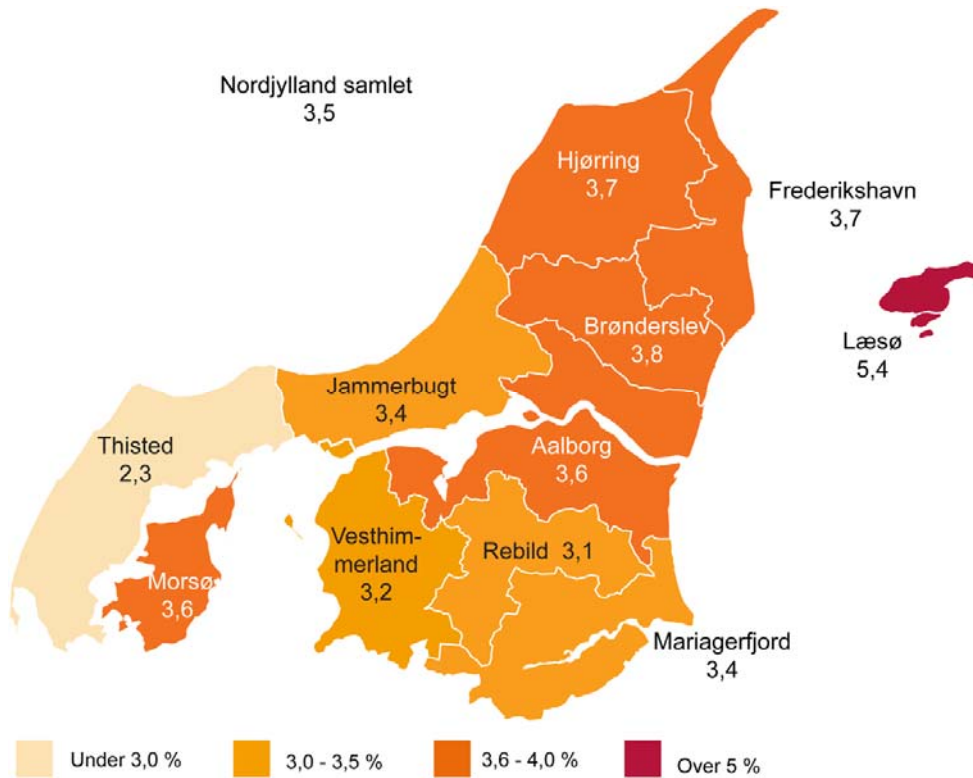 Nordjylland samlet
3,5
Hjørring
3,7
Frederikshavn
3,7
Brønderslev
3,8
Læsø
5,4
Jammerbugt
3,4
Thisted
2,3
Aalborg
3,6
Vesthim-
merland
3,2
Rebild 3,1
Morsø
3,6
Mariagerfjord
3,4
Under 3,0 %
3,0 - 3,5 %
3,6 - 4,0 %
Over 5 %